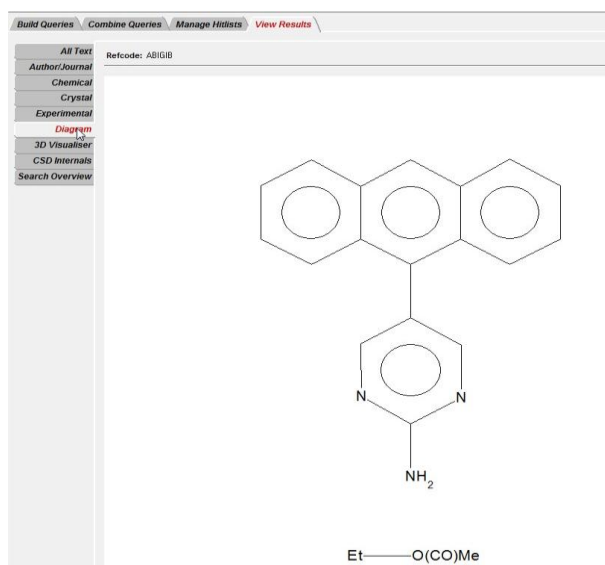 Build Queries Combine Queries Manage Hitlists View Results
All Text
Refcode: ABIGIB
Author/Journal
Chemical
Crystal
Experimental
Diagram
3D Visualiser
CSD Internals
Search Overview
N N
NH2
Et O(CO)Me